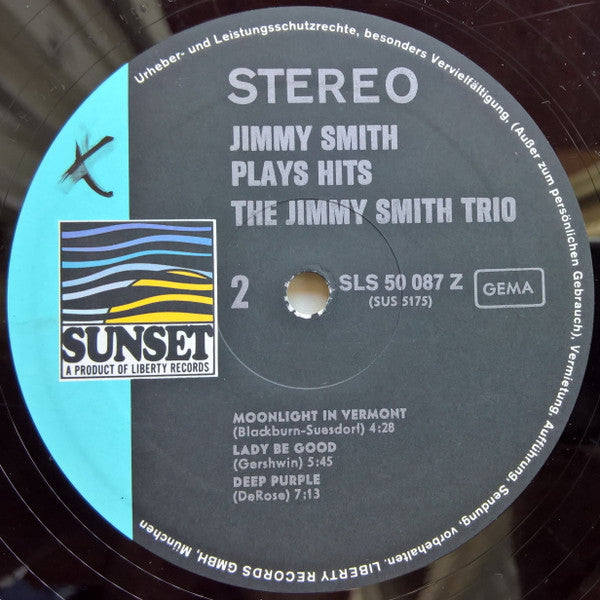 Urheber- und Leistungsschutzrechte, besonders Vervielfältigung, (Außer zum persönlichen Gebrauch), Vermietung, Aufführung, Sendung, vorbehalten. LIBERTY RECORDS GMBH, München
STEREO
JIMMY SMITH
PLAYS HITS
THE JIMMY SMITH TRIO
X
SUNSET
A PRODUCT OF LIBERTY RECORDS
2
SLS 50 087 Z
(SUS 5175)
GEMA
MOONLIGHT IN VERMONT
(Blackburn-Suesdorf) 4:28
LADY BE GOOD
(Gershwin) 5:45
DEEP PURPLE
(DeRose) 7:13